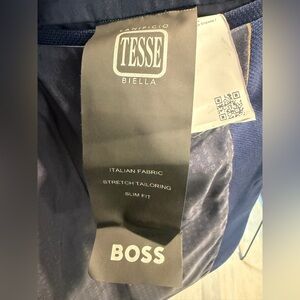 LANIFICIO
TESSE
BIELLA
ITALIAN FABRIC
STRETCH TAILORING
SLIM FIT
BOSS